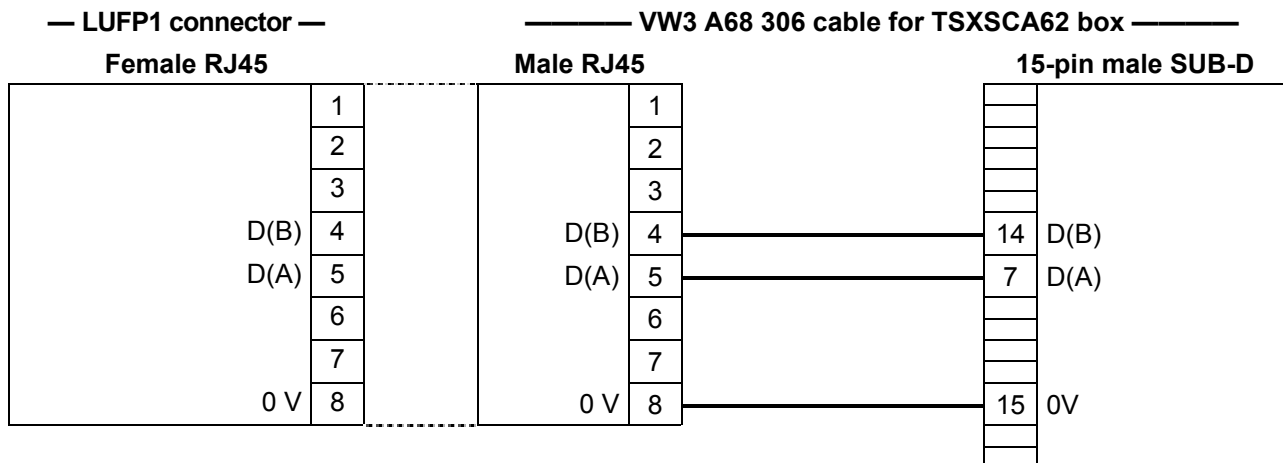 — LUFP1 connector — ———— VW3 A68 306 cable for TSXSCA62 box ————
Female RJ45 Male RJ45 15-pin male SUB-D
1 1
2 2
3 3
D(B) 4 D(B) 4 14 D(B)
D(A) 5 D(A) 5 7 D(A)
6 6
7 7
0 V 8 0 V 8 15 0V